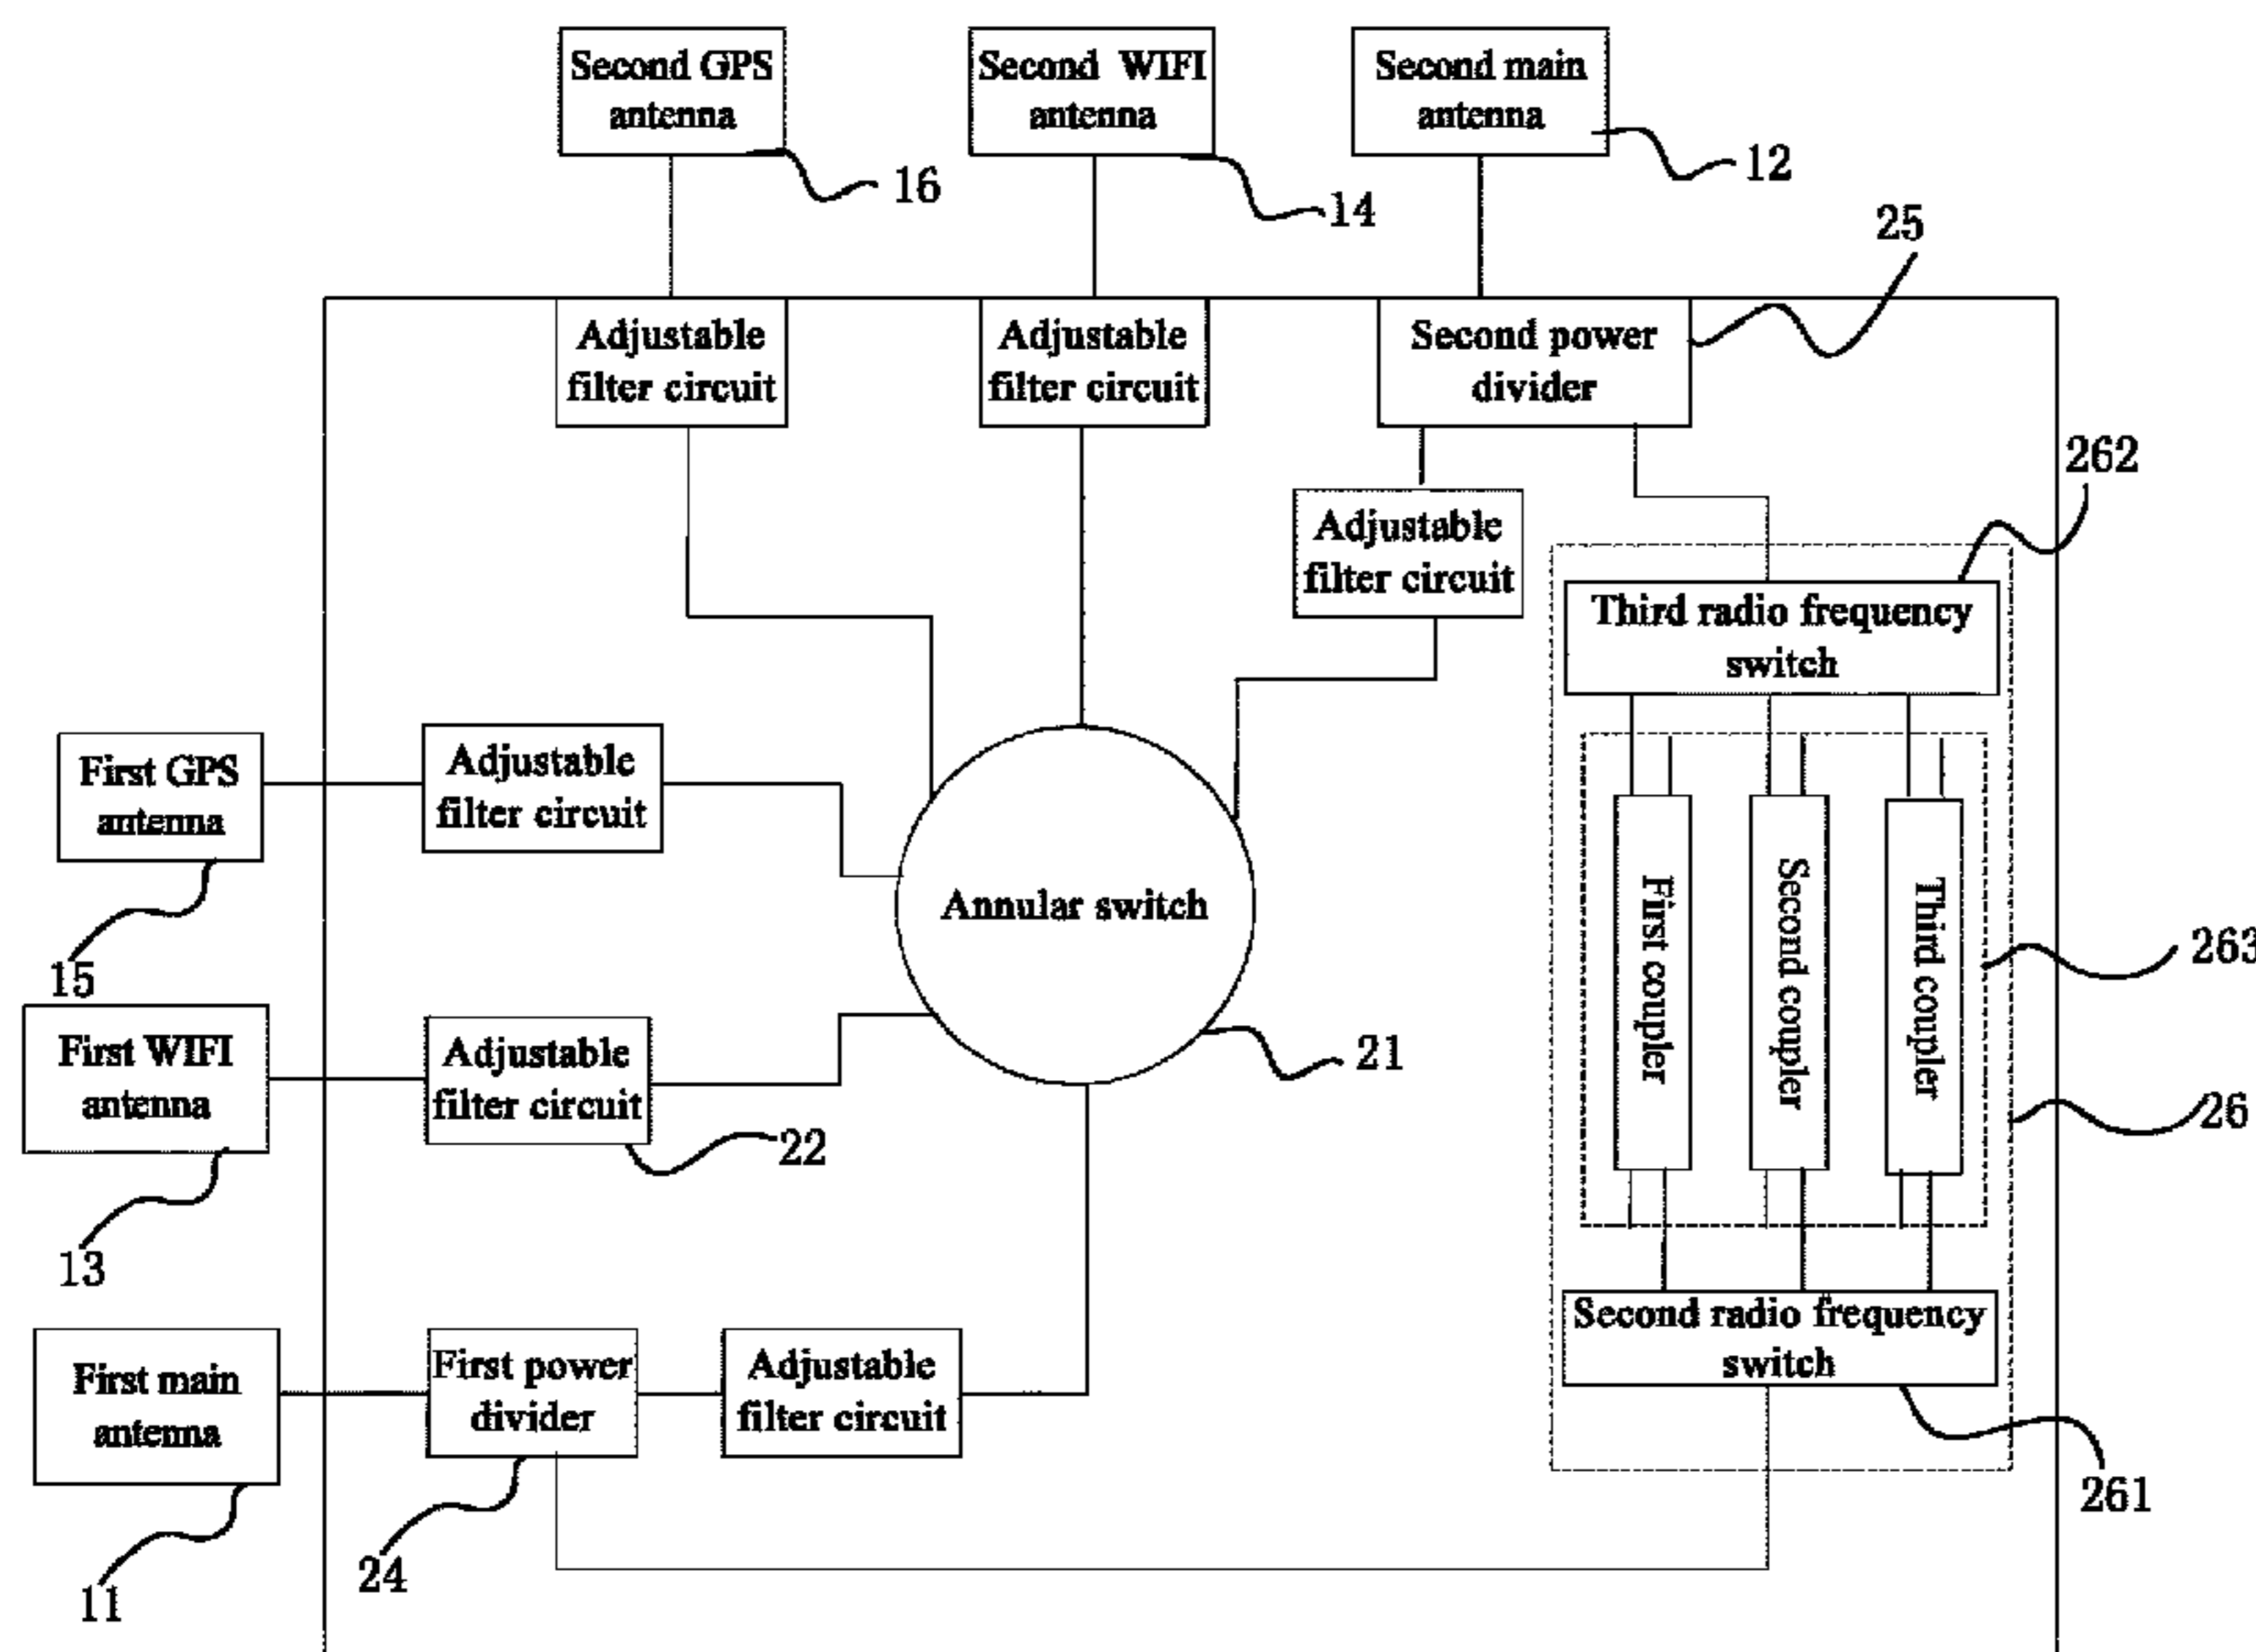 Second GPS
antenna
Second WIFI
antenna
Second main
antenna
16
14
12
25
Adjustable
filter circuit
Adjustable
filter circuit
Second power
divider
262
Adjustable
filter circuit
Third radio frequency
switch
First GPS
antenna
Adjustable
filter circuit
15
Annular switch
First coupler
Second coupler
Third coupler
263
First WIFI
antenna
Adjustable
filter circuit
22
21
26
13
Second radio frequency
switch
First main
antenna
First power
divider
Adjustable
filter circuit
261
24
11